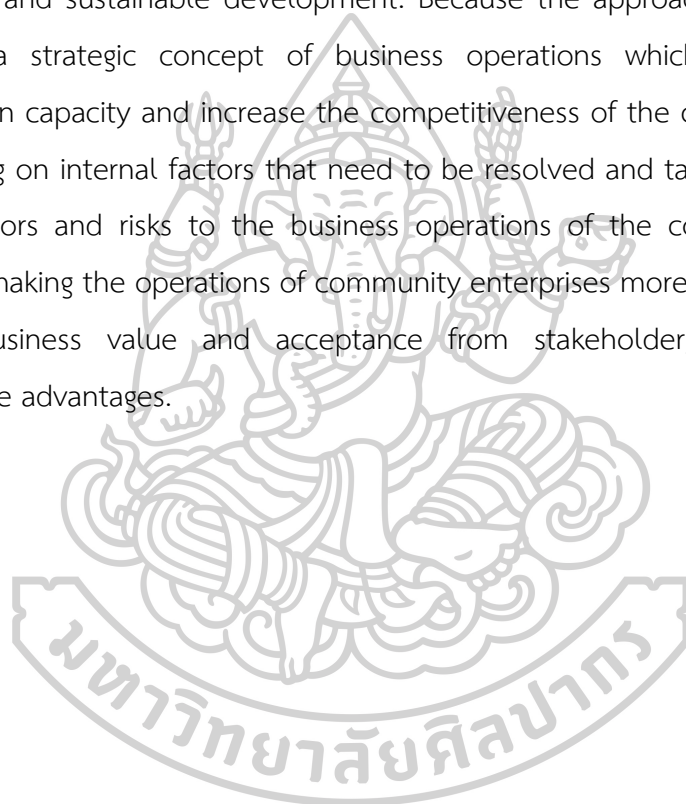 and sustainable development. Because the approac
a strategic concept of business operations which
n capacity and increase the competitiveness of the
g on internal factors that need to be resolved and ta
ors and risks to the business operations of the co
making the operations of community enterprises more
usiness value and acceptance from stakeholder
e advantages.
มหาวิทยาลัยศิลปากร